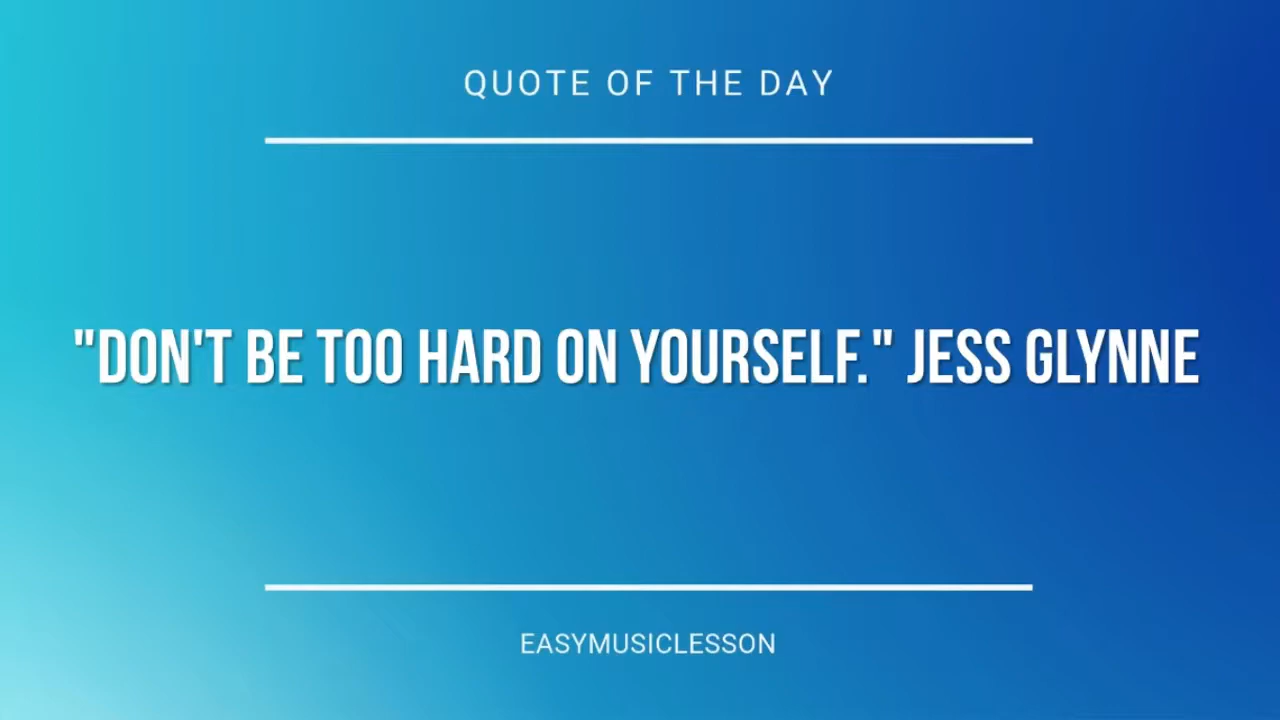 QUOTE OF THE DAY
"DON'T BE TOO HARD ON YOURSELF." JESS GLYNNE
EASYMUSICLESSON